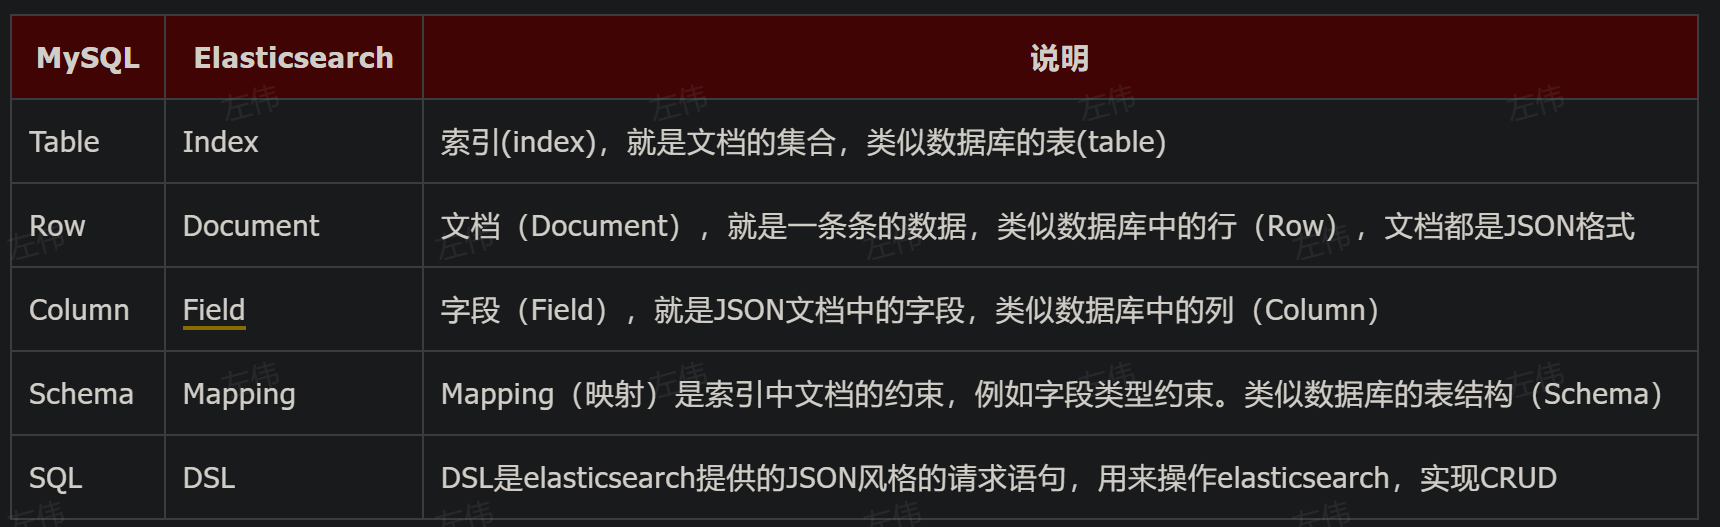 MySQL Elasticsearch 说明
Table Index 索引(index)，就是文档的集合，类似数据库的表(table)
Row Document 文档（Document），就是一条条的数据，类似数据库中的行（Row），文档都是JSON格式
Column Field 字段（Field），就是JSON文档中的字段，类似数据库中的列（Column）
Schema Mapping Mapping（映射）是索引中文档的约束，例如字段类型约束。类似数据库的表结构（Schema）
SQL DSL DSL是elasticsearch提供的JSON风格的请求语句，用来操作elasticsearch，实现CRUD
左伟 左伟 左伟 左伟
左伟 左伟 左伟 左伟
左伟 左伟 左伟 左伟
左伟 左伟 左伟 左伟